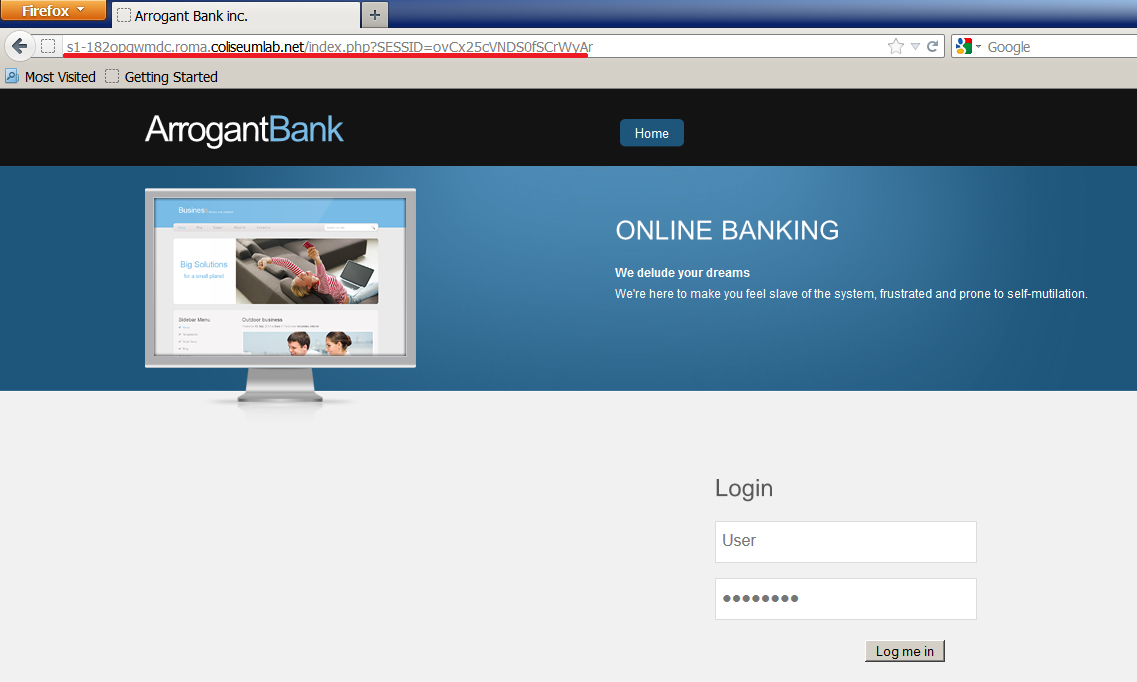 Firefox
Arrogant Bank inc.
s1-182opqwmdc.roma.coliseumlab.net/index.php?SESSID=ovCx25cVNDS0fSCrWyAr
Google
Most Visited
Getting Started
ArrogantBank
Home
ONLINE BANKING
We delude your dreams
We're here to make you feel slave of the system, frustrated and prone to self-mutilation.
Business
Big Solutions
for a small planet
Sidebar Menu
Outdoor business
Login
User
Log me in